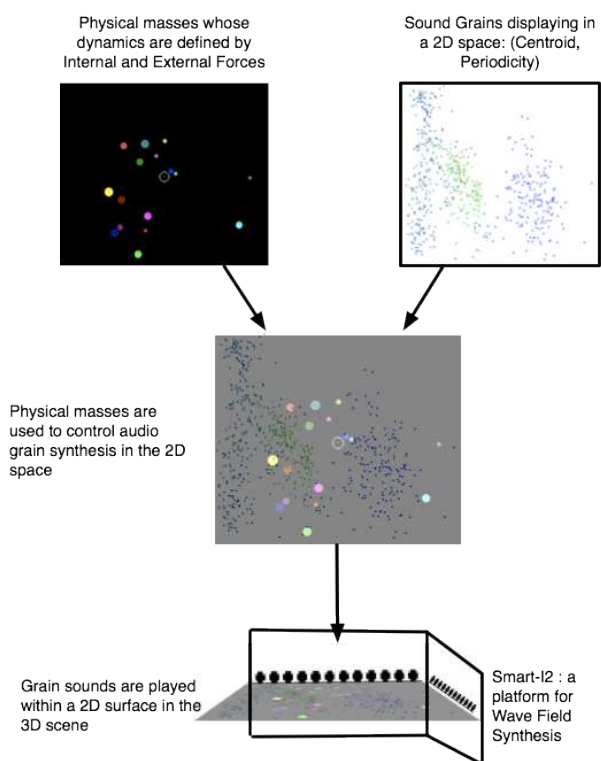 Physical masses whose
dynamics are defined by
Internal and External Forces
Sound Grains displaying in
a 2D space: (Centroid,
Periodicity)
Physical masses are
used to control audio
grain synthesis in the 2D
space
Grain sounds are played
within a 2D surface in the
3D scene
Smart-I2 : a
platform for
Wave Field
Synthesis